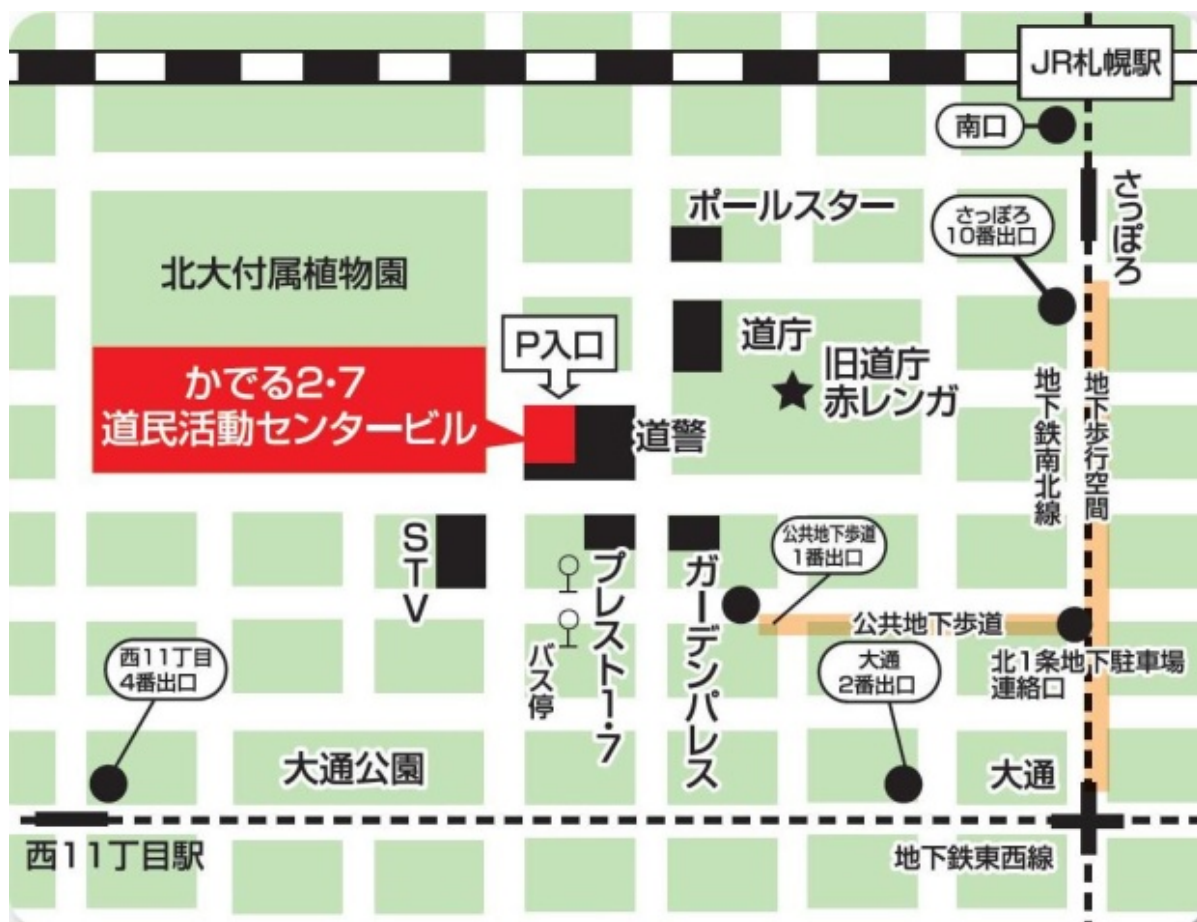 JR札幌駅
南口
さっぽろ
ポールスター
さっぽろ
10番出口
北大付属植物園
P入口
道庁
旧道庁
赤レンガ
かでる2・7
道民活動センタービル
道警
地下鉄南北線
地下歩行空間
STV
プレスト1・7
ガーデンパレス
公共地下歩道
1番出口
公共地下歩道
バス停
西11丁目
4番出口
大通
2番出口
北1条地下駐車場
連絡口
大通公園
大通
西11丁目駅
地下鉄東西線